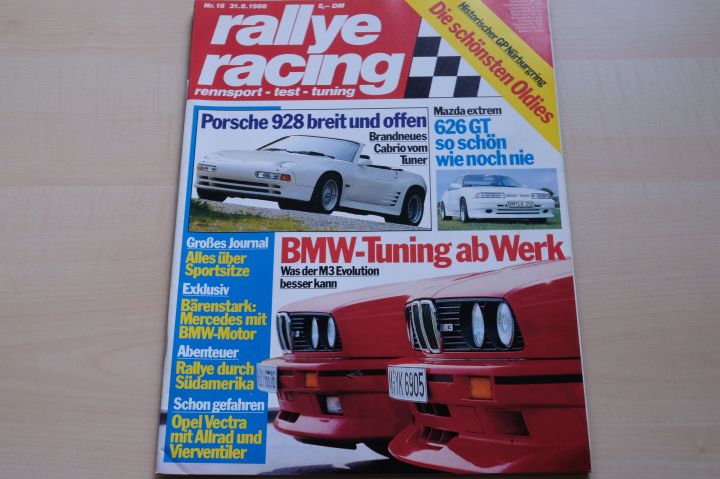 Nr. 18 31.8.1988 5,- DM
rallye
racing
rennsport - test - tuning
Historischer GP Nürburgring
Die schönsten Oldies
Porsche 928 breit und offen
Brandneues
Cabrio vom
Tuner
Mazda extrem
626 GT
so schön
wie noch nie
BMW-Tuning ab Werk
Was der M3 Evolution
besser kann
Großes Journal
Alles über
Sportsitze
Exklusiv
Bärenstark:
Mercedes mit
BMW-Motor
Abenteuer
Rallye durch
Südamerika
Schon gefahren
Opel Vectra
mit Allrad und
Vierventiler
M3
YK 6905